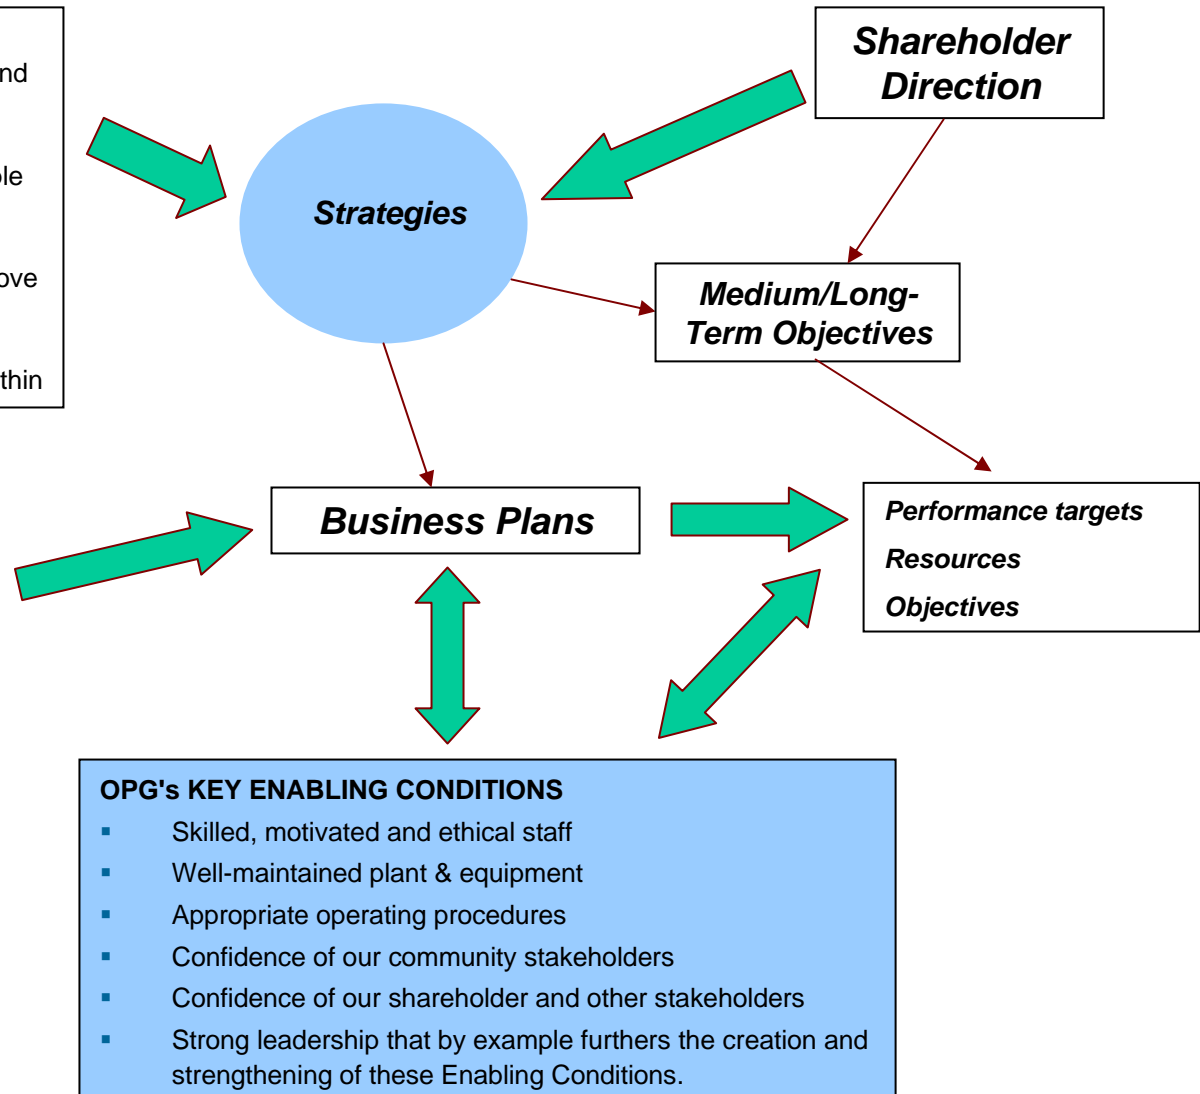 nd
ole
ove
thin
Shareholder
Direction
Strategies
Medium/Long-
Term Objectives
Business Plans
Performance targets
Resources
Objectives
OPG's KEY ENABLING CONDITIONS
▪ Skilled, motivated and ethical staff
▪ Well-maintained plant & equipment
▪ Appropriate operating procedures
▪ Confidence of our community stakeholders
▪ Confidence of our shareholder and other stakeholders
▪ Strong leadership that by example furthers the creation and
strengthening of these Enabling Conditions.